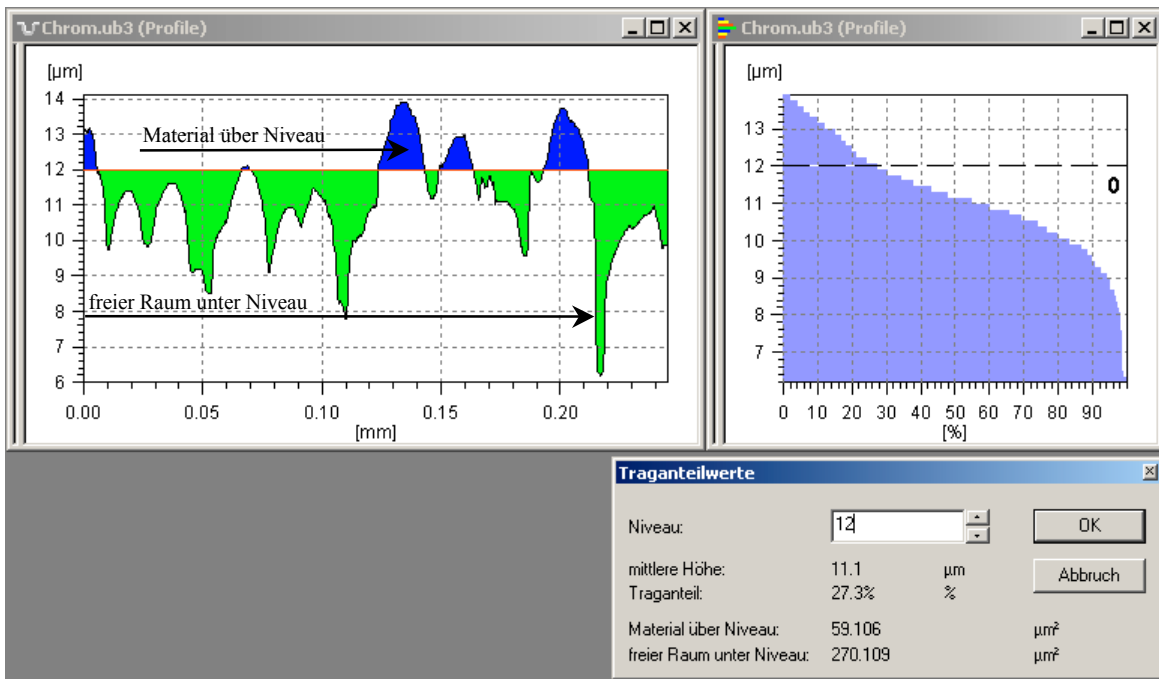 Chrom.ub3 (Profile)
[µm]
14
13
12
11
10
9
8
7
6
Material über Niveau
freier Raum unter Niveau
0.00 0.05 0.10 0.15 0.20
[mm]
Chrom.ub3 (Profile)
[µm]
13
12
11
10
9
8
7
0
0 10 20 30 40 50 60 70 80 90
[%]
Traganteilwerte
Niveau: 12 OK
mittlere Höhe: 11.1 µm Abbruch
Traganteil: 27.3% %
Material über Niveau: 59.106 µm²
freier Raum unter Niveau: 270.109 µm²